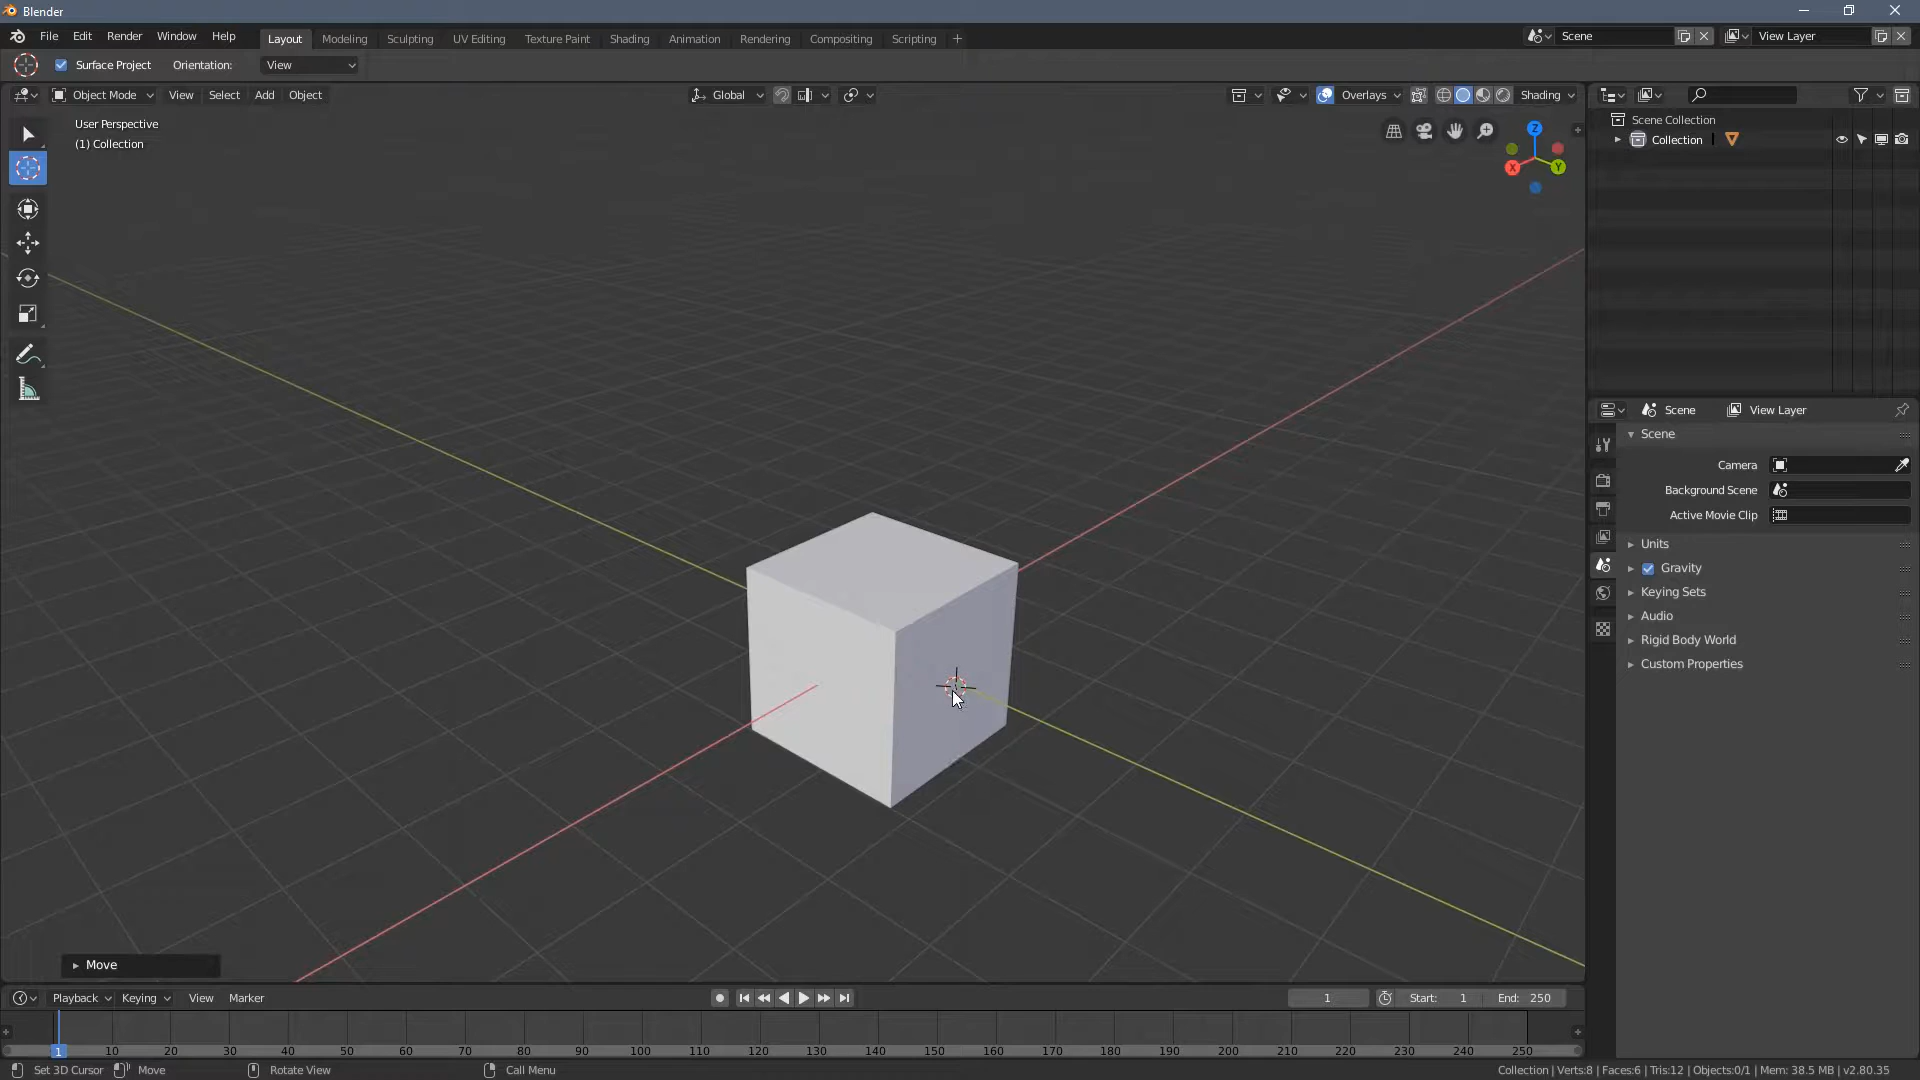 Blender
File Edit Render Window Help Layout Modeling Sculpting UV Editing Texture Paint Shading Animation Rendering Compositing Scripting + Scene View Layer
Surface Project Orientation: View
Object Mode View Select Add Object Global Overlays Shading
User Perspective
(1) Collection
Z
X Y
Scene Collection
Collection
Scene View Layer
Scene
Camera
Background Scene
Active Movie Clip
Units
Gravity
Keying Sets
Audio
Rigid Body World
Custom Properties
Move
Playback Keying View Marker 1 Start: 1 End: 250
1 10 20 30 40 50 60 70 80 90 100 110 120 130 140 150 160 170 180 190 200 210 220 230 240 250
Set 3D Cursor Move Rotate View Call Menu Collection | Verts:8 | Faces:6 | Tris:12 | Objects:0/1 | Mem: 38.5 MB | v2.80.35